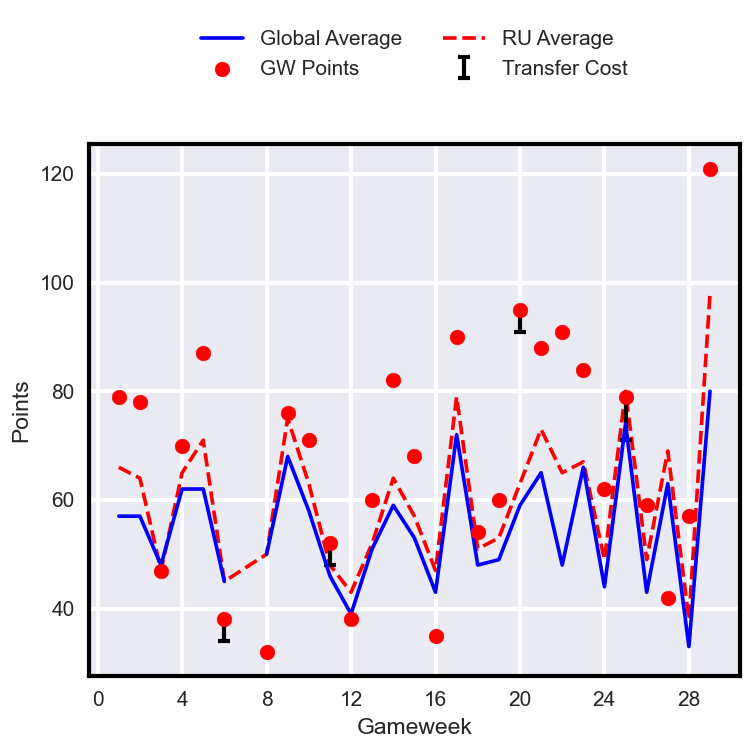 Global Average
RU Average
GW Points
Transfer Cost
120
100
80
60
40
Points
0 4 8 12 16 20 24 28
Gameweek